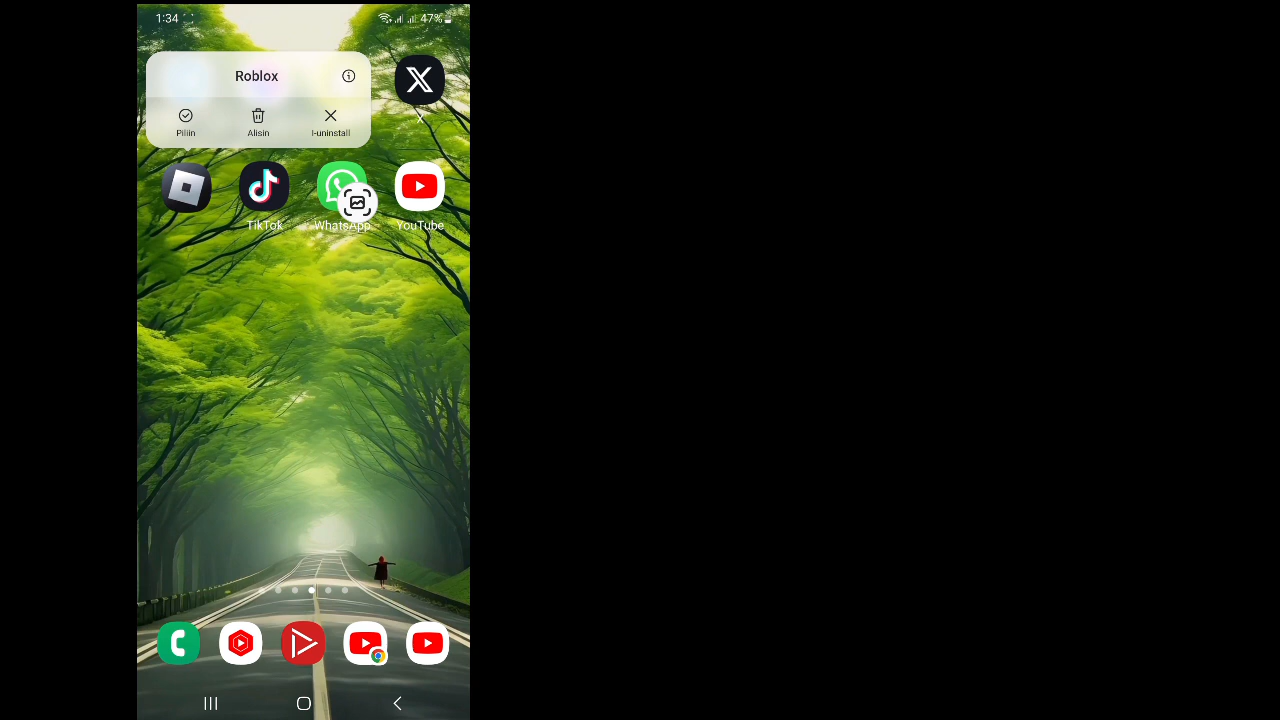 1:34
47%
Roblox
Piliin
Alisin
I-uninstall
X
TikTok
WhatsApp
YouTube